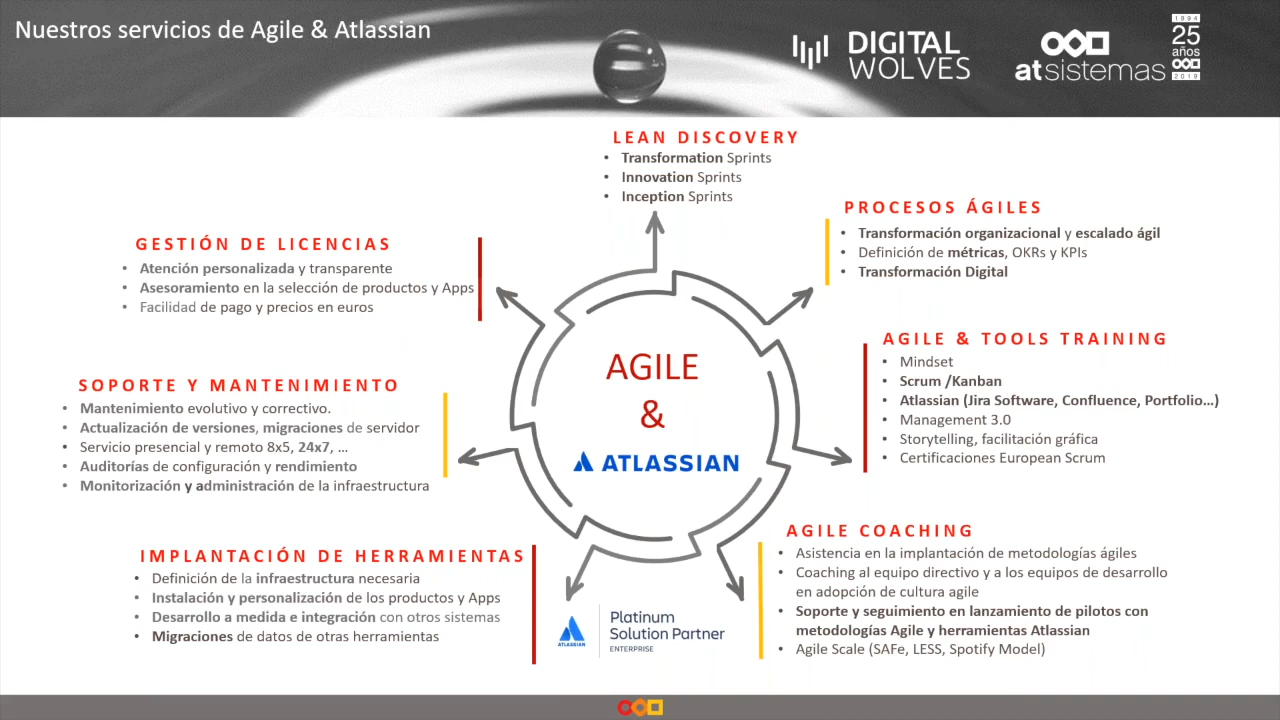 Nuestros servicios de Agile & Atlassian
DIGITAL
WOLVES
atsistemas
1994
25
años
2019
LEAN DISCOVERY
• Transformation Sprints
• Innovation Sprints
• Inception Sprints
PROCESOS ÁGILES
• Transformación organizacional y escalado ágil
• Definición de métricas, OKRs y KPIs
• Transformación Digital
GESTIÓN DE LICENCIAS
• Atención personalizada y transparente
• Asesoramiento en la selección de productos y Apps
• Facilidad de pago y precios en euros
AGILE & TOOLS TRAINING
• Mindset
• Scrum /Kanban
• Atlassian (Jira Software, Confluence, Portfolio…)
• Management 3.0
• Storytelling, facilitación gráfica
• Certificaciones European Scrum
AGILE
&
ATLASSIAN
SOPORTE Y MANTENIMIENTO
• Mantenimiento evolutivo y correctivo.
• Actualización de versiones, migraciones de servidor
• Servicio presencial y remoto 8x5, 24x7, …
• Auditorías de configuración y rendimiento
• Monitorización y administración de la infraestructura
AGILE COACHING
• Asistencia en la implantación de metodologías ágiles
• Coaching al equipo directivo y a los equipos de desarrollo
en adopción de cultura agile
• Soporte y seguimiento en lanzamiento de pilotos con
metodologías Agile y herramientas Atlassian
• Agile Scale (SAFe, LESS, Spotify Model)
IMPLANTACIÓN DE HERRAMIENTAS
• Definición de la infraestructura necesaria
• Instalación y personalización de los productos y Apps
• Desarrollo a medida e integración con otros sistemas
• Migraciones de datos de otras herramientas
ATLASSIAN
Platinum
Solution Partner
ENTERPRISE